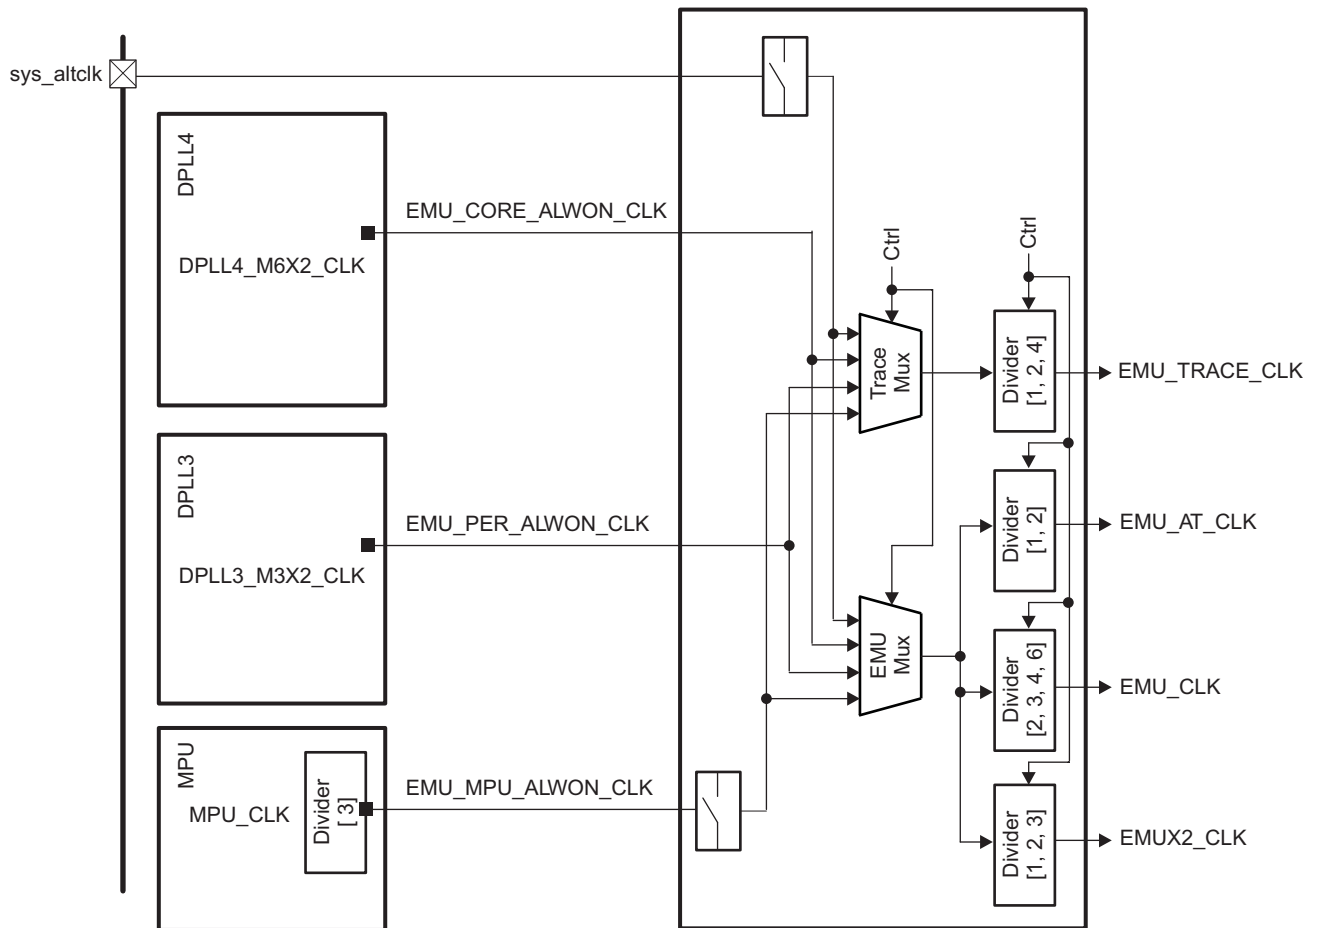 sys_altclk
DPLL4
EMU_CORE_ALWON_CLK
DPLL4_M6X2_CLK
Ctrl
Ctrl
Trace
Mux
Divider
[1, 2, 4]
EMU_TRACE_CLK
DPLL3
EMU_PER_ALWON_CLK
DPLL3_M3X2_CLK
Divider
[1, 2]
EMU_AT_CLK
EMU
Mux
Divider
[2, 3, 4, 6]
EMU_CLK
MPU
MPU_CLK
Divider
[ 3]
EMU_MPU_ALWON_CLK
Divider
[1, 2, 3]
EMUX2_CLK